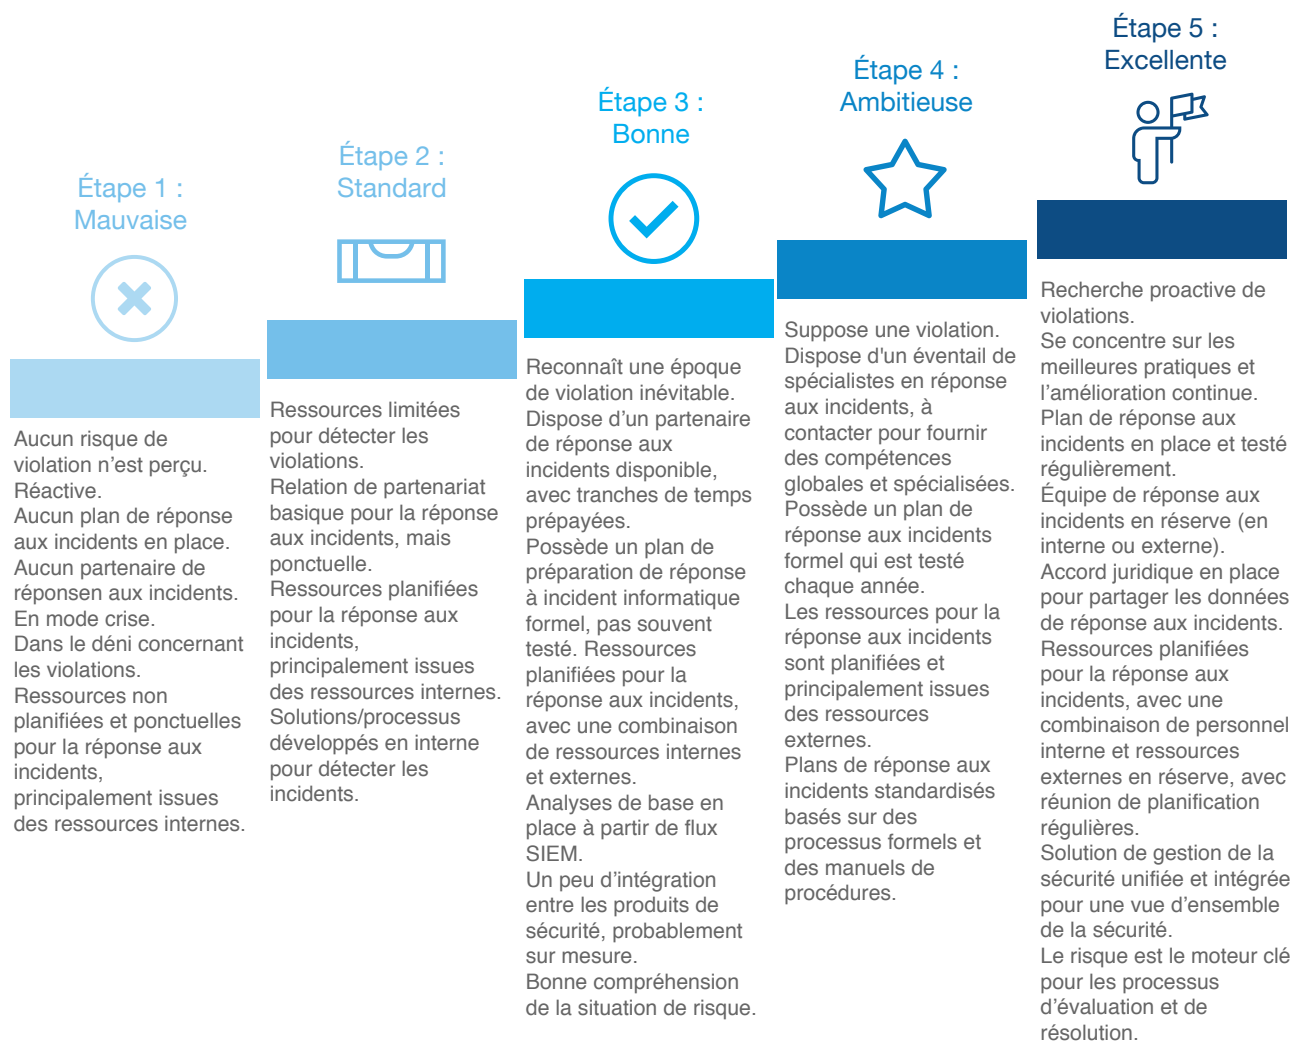 Étape 1 :
Mauvaise
Aucun risque de
violation n’est perçu.
Réactive.
Aucun plan de réponse
aux incidents en place.
Aucun partenaire de
réponsen aux incidents.
En mode crise.
Dans le déni concernant
les violations.
Ressources non
planifiées et ponctuelles
pour la réponse aux
incidents,
principalement issues
des ressources internes.
Étape 2 :
Standard
Ressources limitées
pour détecter les
violations.
Relation de partenariat
basique pour la réponse
aux incidents, mais
ponctuelle.
Ressources planifiées
pour la réponse aux
incidents,
principalement issues
des ressources internes.
Solutions/processus
développés en interne
pour détecter les
incidents.
Étape 3 :
Bonne
Reconnaît une époque
de violation inévitable.
Dispose d’un partenaire
de réponse aux
incidents disponible,
avec tranches de temps
prépayées.
Possède un plan de
préparation de réponse
à incident informatique
formel, pas souvent
testé. Ressources
planifiées pour la
réponse aux incidents,
avec une combinaison
de ressources internes
et externes.
Analyses de base en
place à partir de flux
SIEM.
Un peu d’intégration
entre les produits de
sécurité, probablement
sur mesure.
Bonne compréhension
de la situation de risque.
Étape 4 :
Ambitieuse
Suppose une violation.
Dispose d'un éventail de
spécialistes en réponse
aux incidents, à
contacter pour fournir
des compétences
globales et spécialisées.
Possède un plan de
réponse aux incidents
formel qui est testé
chaque année.
Les ressources pour la
réponse aux incidents
sont planifiées et
principalement issues
des ressources
externes.
Plans de réponse aux
incidents standardisés
basés sur des
processus formels et
des manuels de
procédures.
Étape 5 :
Excellente
Recherche proactive de
violations.
Se concentre sur les
meilleures pratiques et
l’amélioration continue.
Plan de réponse aux
incidents en place et testé
régulièrement.
Équipe de réponse aux
incidents en réserve (en
interne ou externe).
Accord juridique en place
pour partager les données
de réponse aux incidents.
Ressources planifiées
pour la réponse aux
incidents, avec une
combinaison de personnel
interne et ressources
externes en réserve, avec
réunion de planification
régulières.
Solution de gestion de la
sécurité unifiée et intégrée
pour une vue d’ensemble
de la sécurité.
Le risque est le moteur clé
pour les processus
d’évaluation et de
résolution.